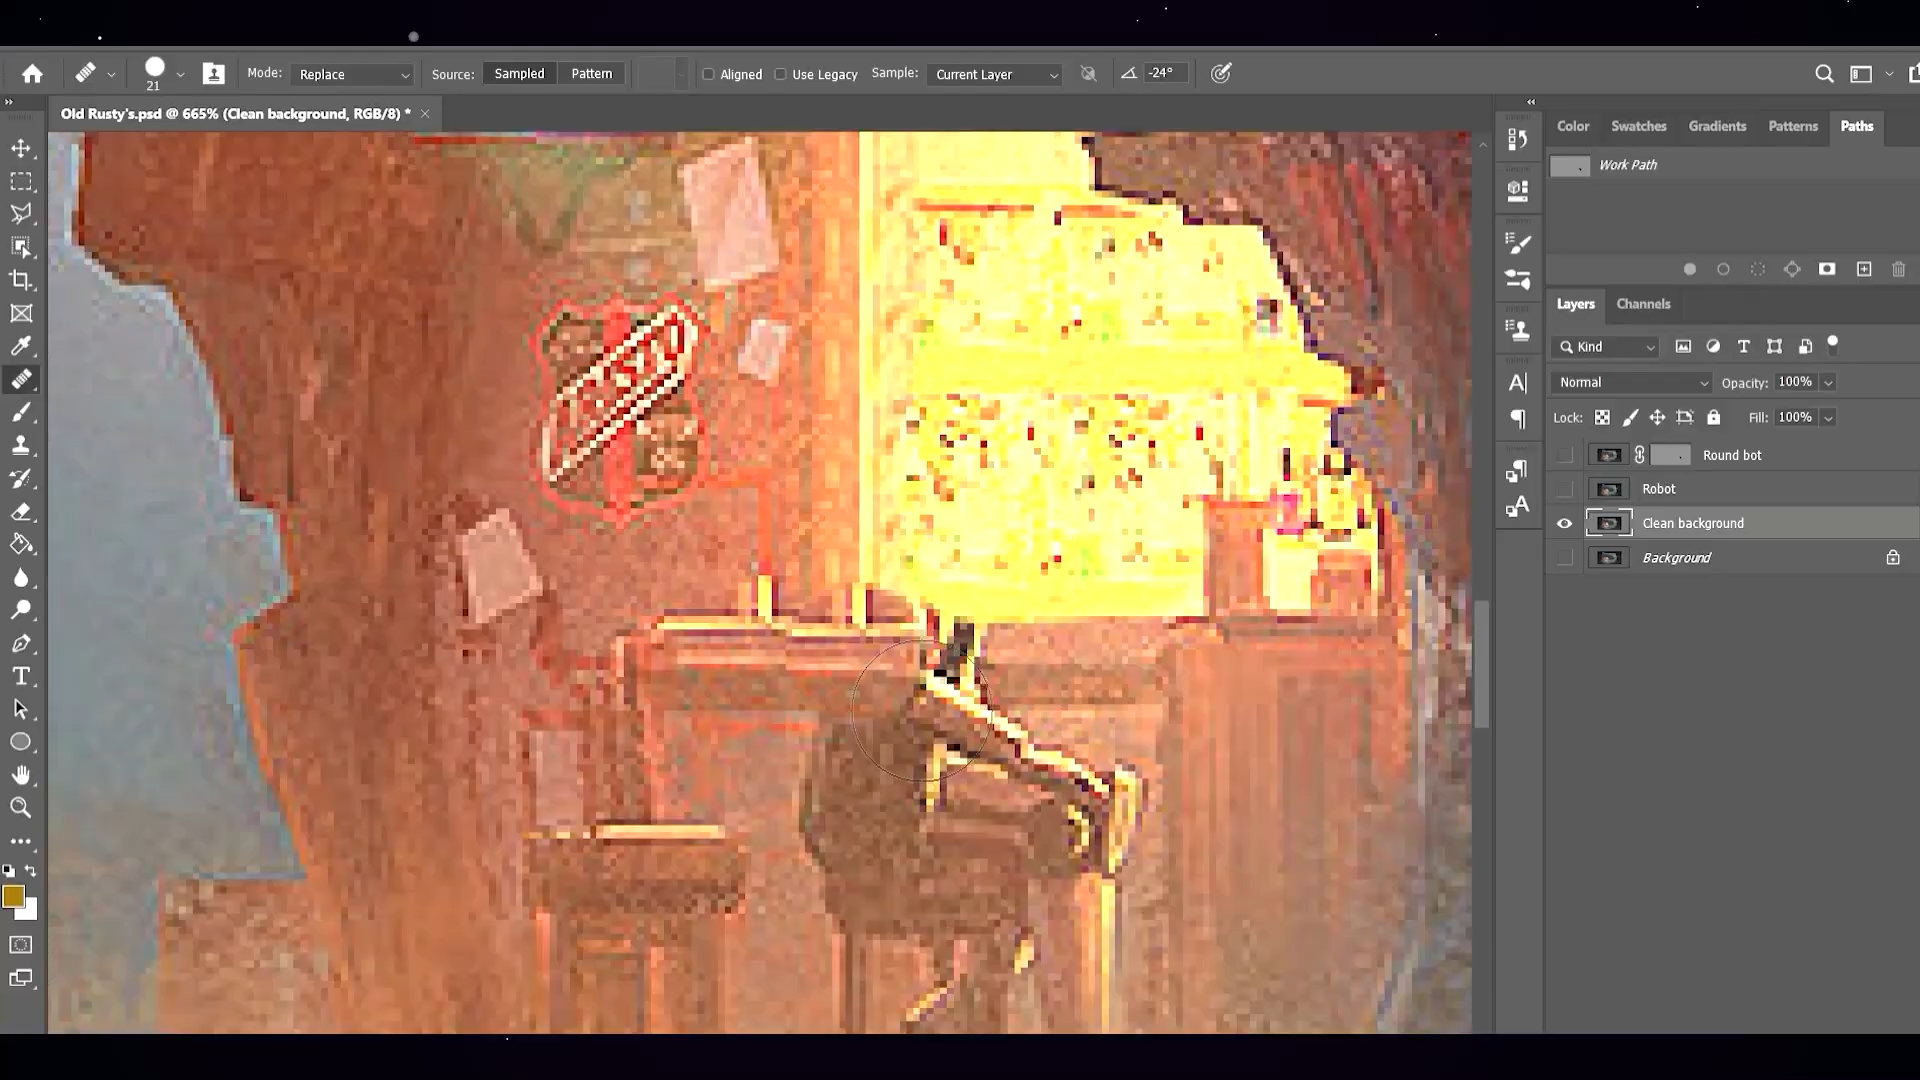 21
Mode:
Replace
Source:
Sampled
Pattern
Aligned
Use Legacy
Sample:
Current Layer
-24°
Old Rusty's.psd @ 665% (Clean background, RGB/8) *
Color
Swatches
Gradients
Patterns
Paths
Work Path
Layers
Channels
Kind
Normal
Opacity: 100%
Lock:
Fill: 100%
Round bot
Robot
Clean background
Background